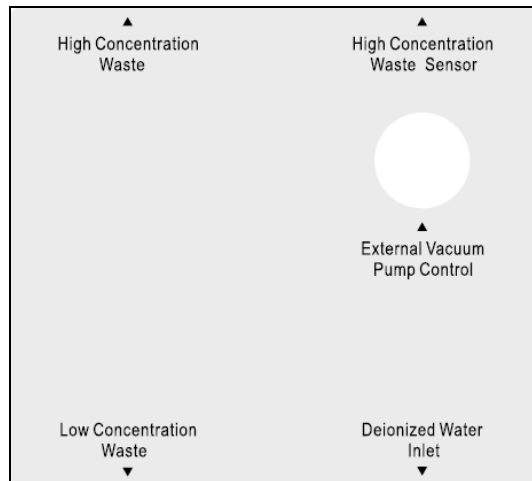 High Concentration
Waste
High Concentration
Waste Sensor
External Vacuum
Pump Control
Low Concentration
Waste
Deionized Water
Inlet